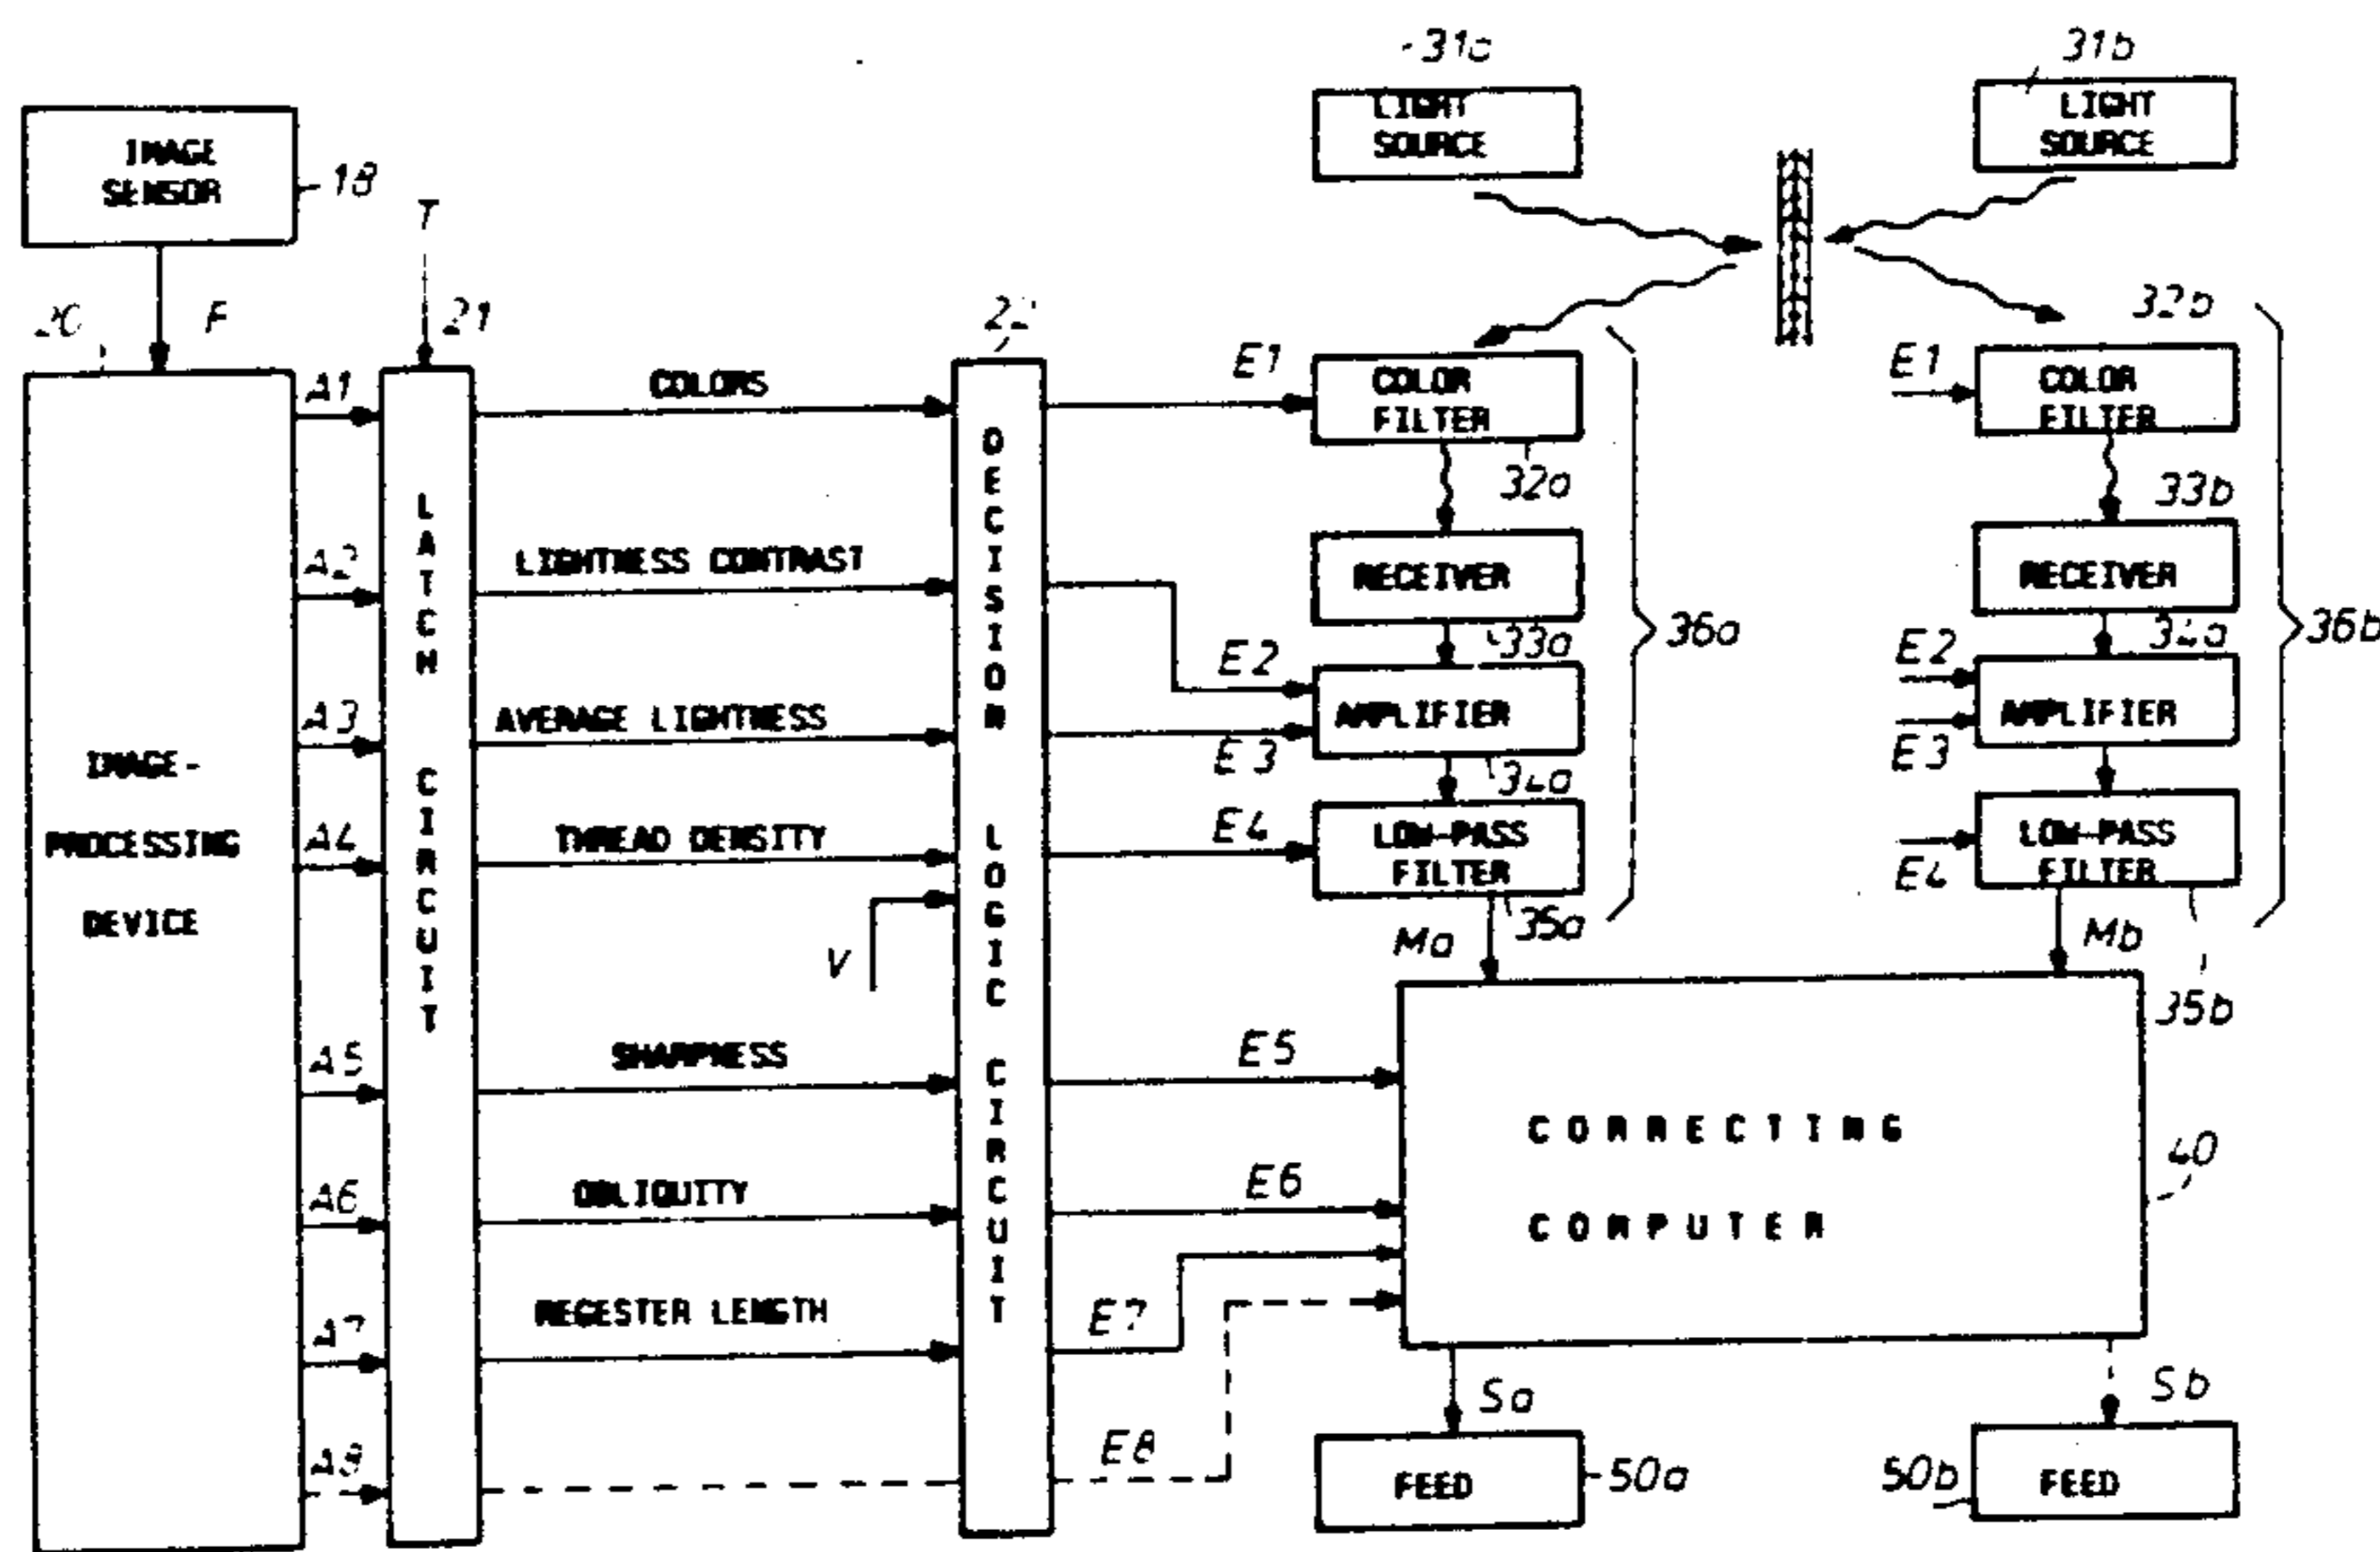 31a
31b
LIGHT
SOURCE
LIGHT
SOURCE
IMAGE
SENSOR
18
T
20
F
21
22
32b
A1
COLORS
E1
COLOR
FILTER
E1
COLOR
FILTER
32a
33b
A2
LIGHTNESS CONTRAST
RECEIVER
RECEIVER
33a
34a
36a
36b
E2
E2
A3
AVERAGE LIGHTNESS
AMPLIFIER
AMPLIFIER
E3
E3
34a
A4
THREAD DENSITY
E4
LOW-PASS
FILTER
LOW-PASS
FILTER
E4
IMAGE-
PROCESSING
DEVICE
LATCH CIRCUIT
DECISION LOGIC CIRCUIT
V
35a
Ma
Mb
35b
A5
SHARPNESS
E5
CORRECTING
COMPUTER
40
A6
OBLIQUITY
E6
A7
REGESTER LENGTH
E7
A8
E8
Sa
Sb
FEED
50a
50b
FEED